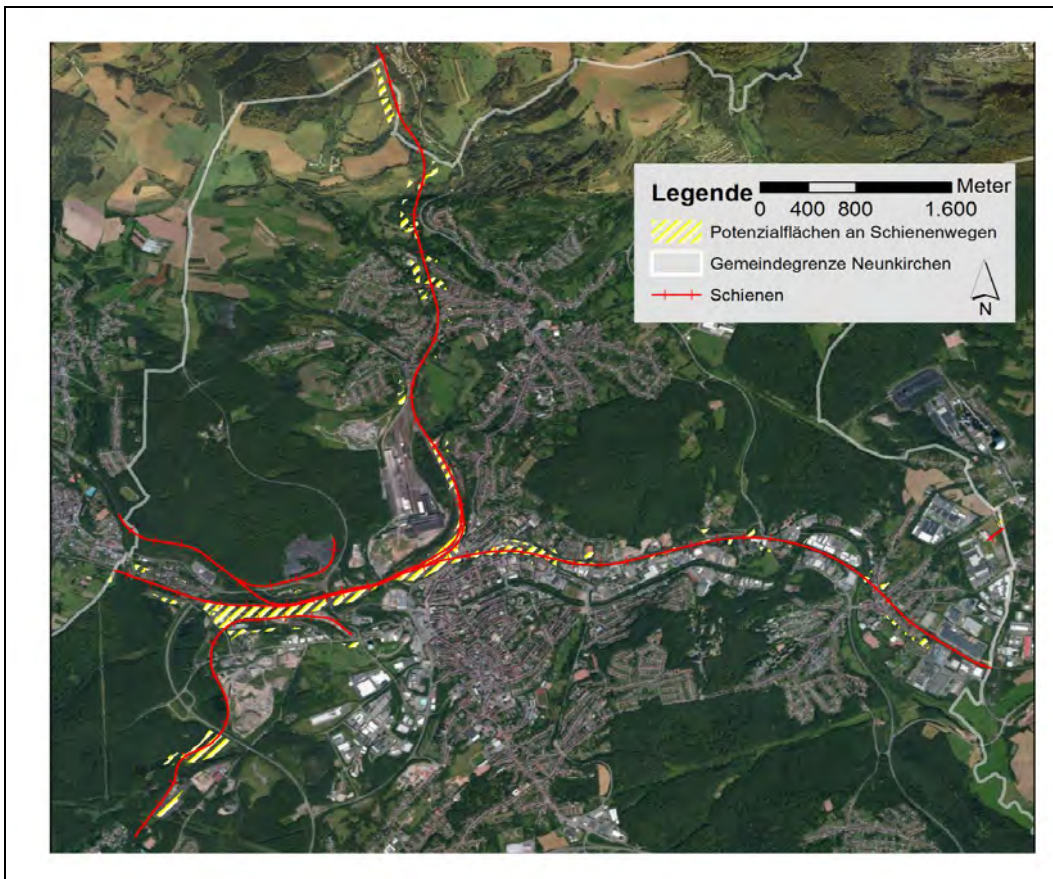 Legende
Meter
0 400 800 1.600
Potenzialflächen an Schienenwegen
Gemeindegrenze Neunkirchen
Schienen
N